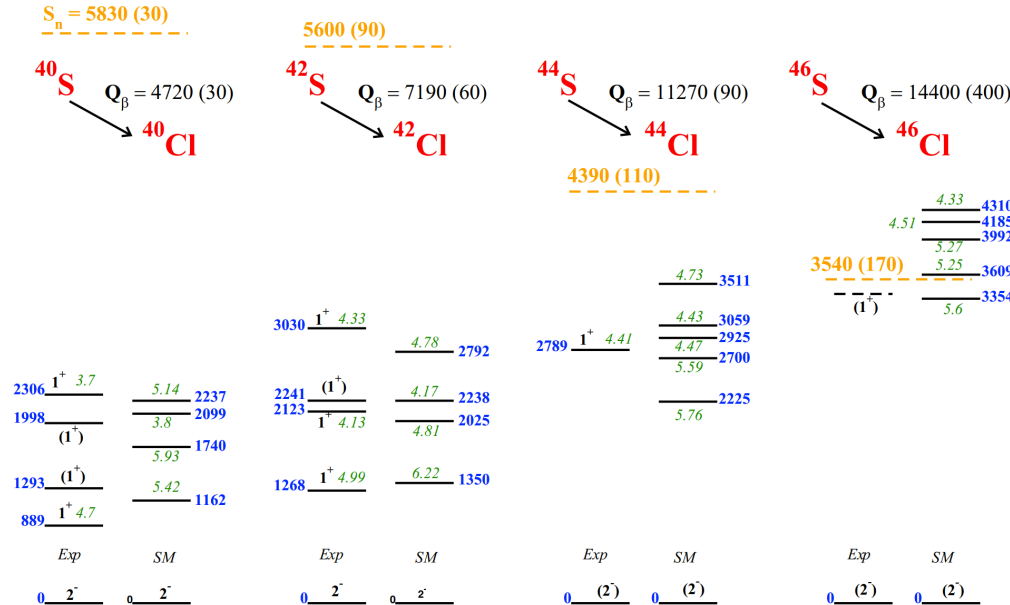 S_n = 5830 (30)
40S
Q_β = 4720 (30)
40Cl
2306 1+ 3.7
1998
(1+)
1293 (1+)
889 1+ 4.7
Exp
0 2-
5.14 2237
2099
3.8
1740
5.93
5.42
1162
SM
0 2-
5600 (90)
42S
Q_β = 7190 (60)
42Cl
3030 1+ 4.33
2241 (1+)
2123
1+ 4.13
1268 1+ 4.99
Exp
0 2-
4.78 2792
4.17 2238
2025
4.81
6.22 1350
SM
0 2-
44S
Q_β = 11270 (90)
44Cl
4390 (110)
2789 1+ 4.41
Exp
0 (2-)
4.73 3511
4.43 3059
2925
4.47
2700
5.59
2225
5.76
SM
0 (2-)
46S
Q_β = 14400 (400)
46Cl
3540 (170)
(1+)
Exp
0 (2-)
4.33 4310
4.51 4185
3992
5.27
5.25 3609
3354
5.6
SM
0 (2-)